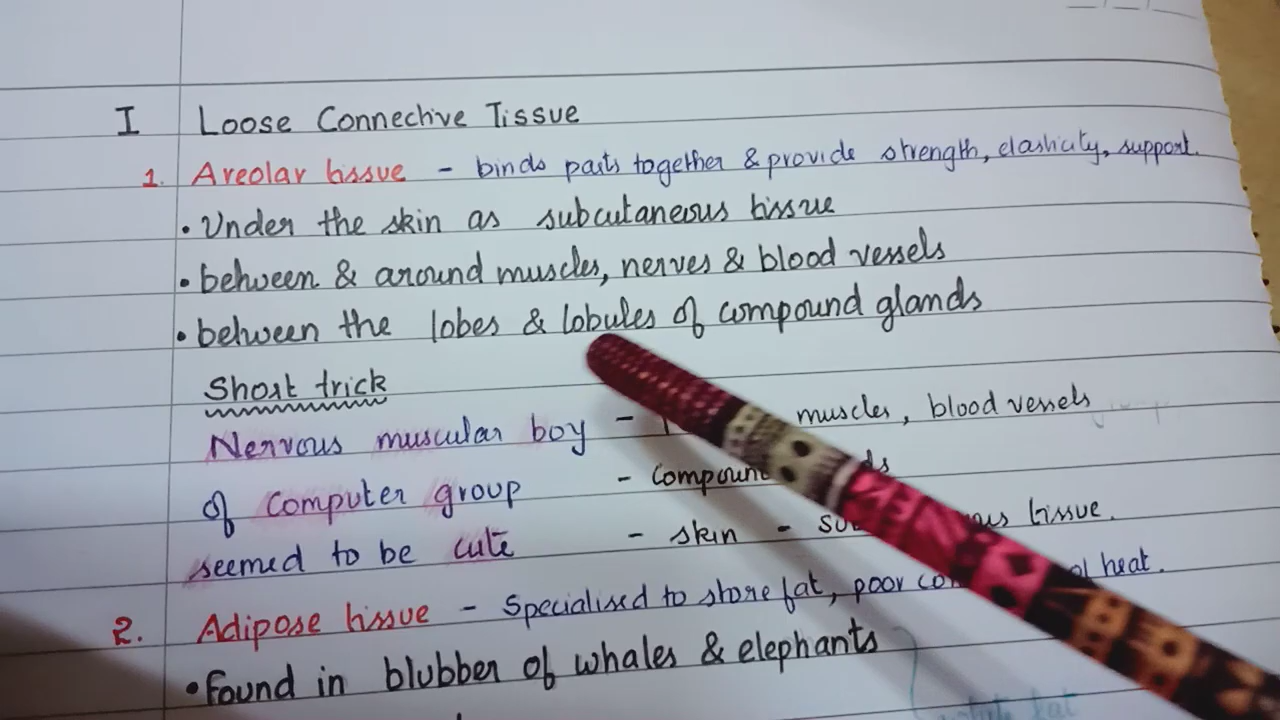 I Loose Connective Tissue
1. Areolar tissue - binds parts together & provide strength, elasticity, support.
• Under the skin as subcutaneous tissue
• between & around muscles, nerves & blood vessels
• between the lobes & lobules of compound glands
Short trick
Nervous muscular boy - muscles, blood vessels
of computer group - compound
seemed to be cute - skin - tissue.
2. Adipose tissue - Specialised to store fat, poor heat.
• Found in blubber of whales & elephants